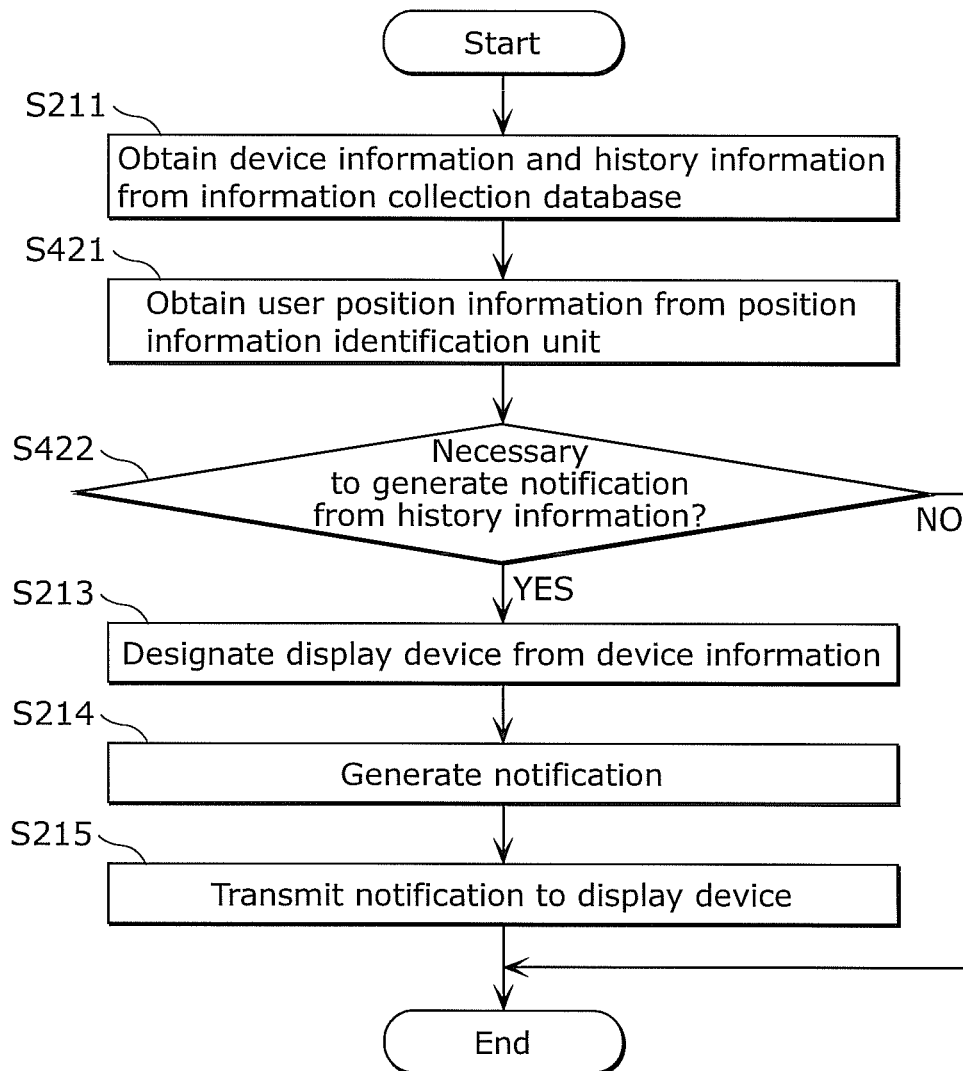 Start
S211
Obtain device information and history information
from information collection database
S421
Obtain user position information from position
information identification unit
S422
Necessary
to generate notification
from history information?
NO
YES
S213
Designate display device from device information
S214
Generate notification
S215
Transmit notification to display device
End